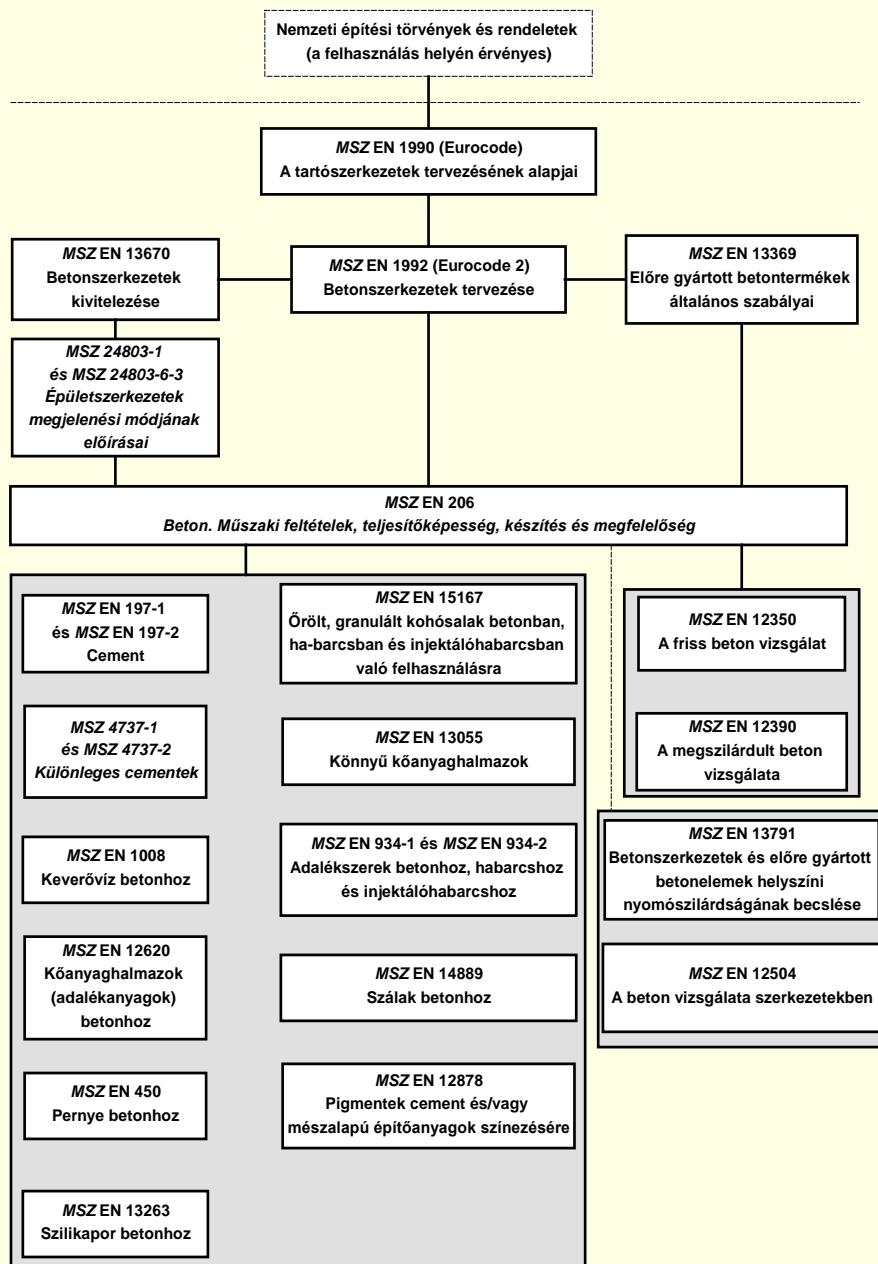 Nemzeti építési törvények és rendeletek
(a felhasználás helyén érvényes)
MSZ EN 1990 (Eurocode)
A tartószerkezetek tervezésének alapjai
MSZ EN 13670
Betonszerkezetek
kivitelezése
MSZ EN 1992 (Eurocode 2)
Betonszerkezetek tervezése
MSZ EN 13369
Előre gyártott betontermékek
általános szabályai
MSZ 24803-1
és MSZ 24803-6-3
Épületszerkezetek
megjelenési módjának
előírásai
MSZ EN 206
Beton. Műszaki feltételek, teljesítőképesség, készítés és megfelelőség
MSZ EN 197-1
és MSZ EN 197-2
Cement
MSZ 4737-1
és MSZ 4737-2
Különleges cementek
MSZ EN 1008
Keverővíz betonhoz
MSZ EN 12620
Kőanyaghalmazok
(adalékanyagok)
betonhoz
MSZ EN 450
Pernye betonhoz
MSZ EN 13263
Szilikapor betonhoz
MSZ EN 15167
Őrölt, granulált kohósalak betonban,
ha-barcsban és injektálóhabarcsban
való felhasználásra
MSZ EN 13055
Könnyű kőanyaghalmazok
MSZ EN 934-1 és MSZ EN 934-2
Adalékszerek betonhoz, habarcshoz
és injektálóhabarcshoz
MSZ EN 14889
Szálak betonhoz
MSZ EN 12878
Pigmentek cement és/vagy
mészalapú építőanyagok színezésére
MSZ EN 12350
A friss beton vizsgálat
MSZ EN 12390
A megszilárdult beton
vizsgálata
MSZ EN 13791
Betonszerkezetek és előre gyártott
betonelemek helyszíni
nyomószilárdságának becslése
MSZ EN 12504
A beton vizsgálata szerkezetekben